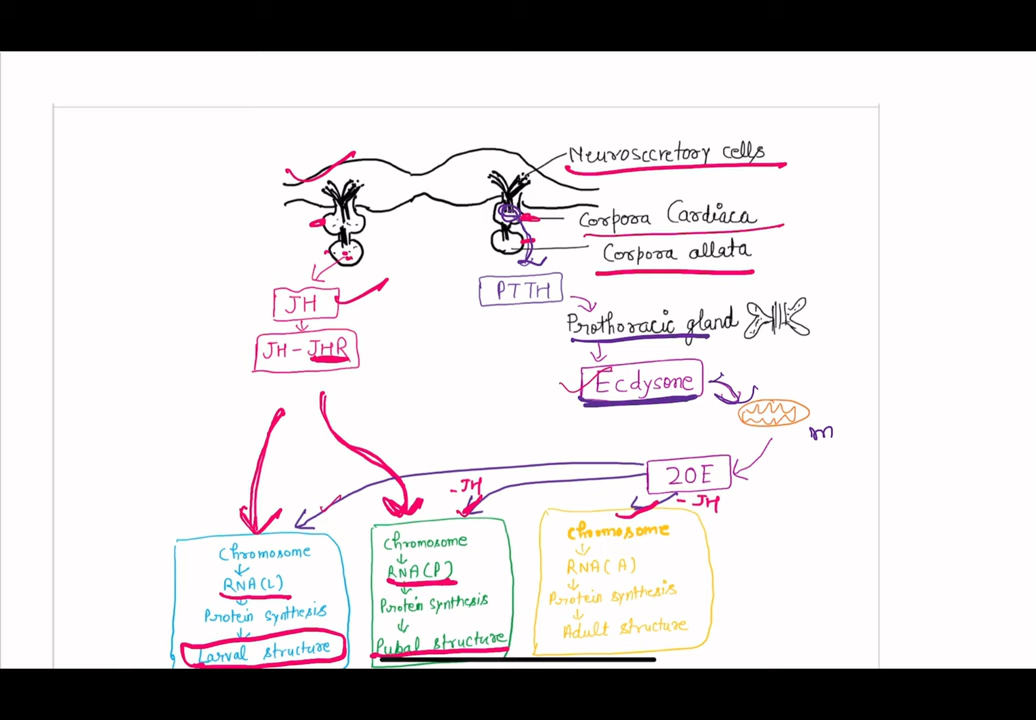 Neurosecretory cells
Corpora Cardiaca
Corpora allata
JH
PTTH
Prothoracic gland
JH-JHR
Ecdysone
m
20E
-JH
-JH
Chromosome
RNA(L)
Protein synthesis
Larval structure
Chromosome
RNA(P)
Protein synthesis
Pupal structure
Chromosome
RNA(A)
Protein synthesis
Adult structure